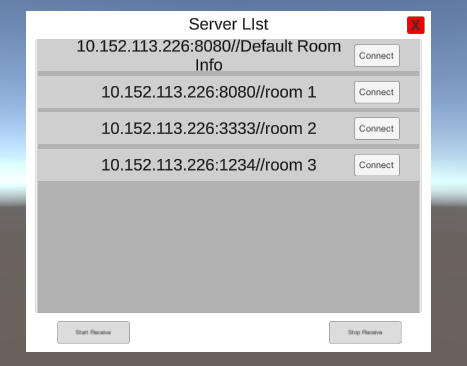 Server LIst
X
10.152.113.226:8080//Default Room
Info
Connect
10.152.113.226:8080//room 1
Connect
10.152.113.226:3333//room 2
Connect
10.152.113.226:1234//room 3
Connect
Start Receive
Stop Receive